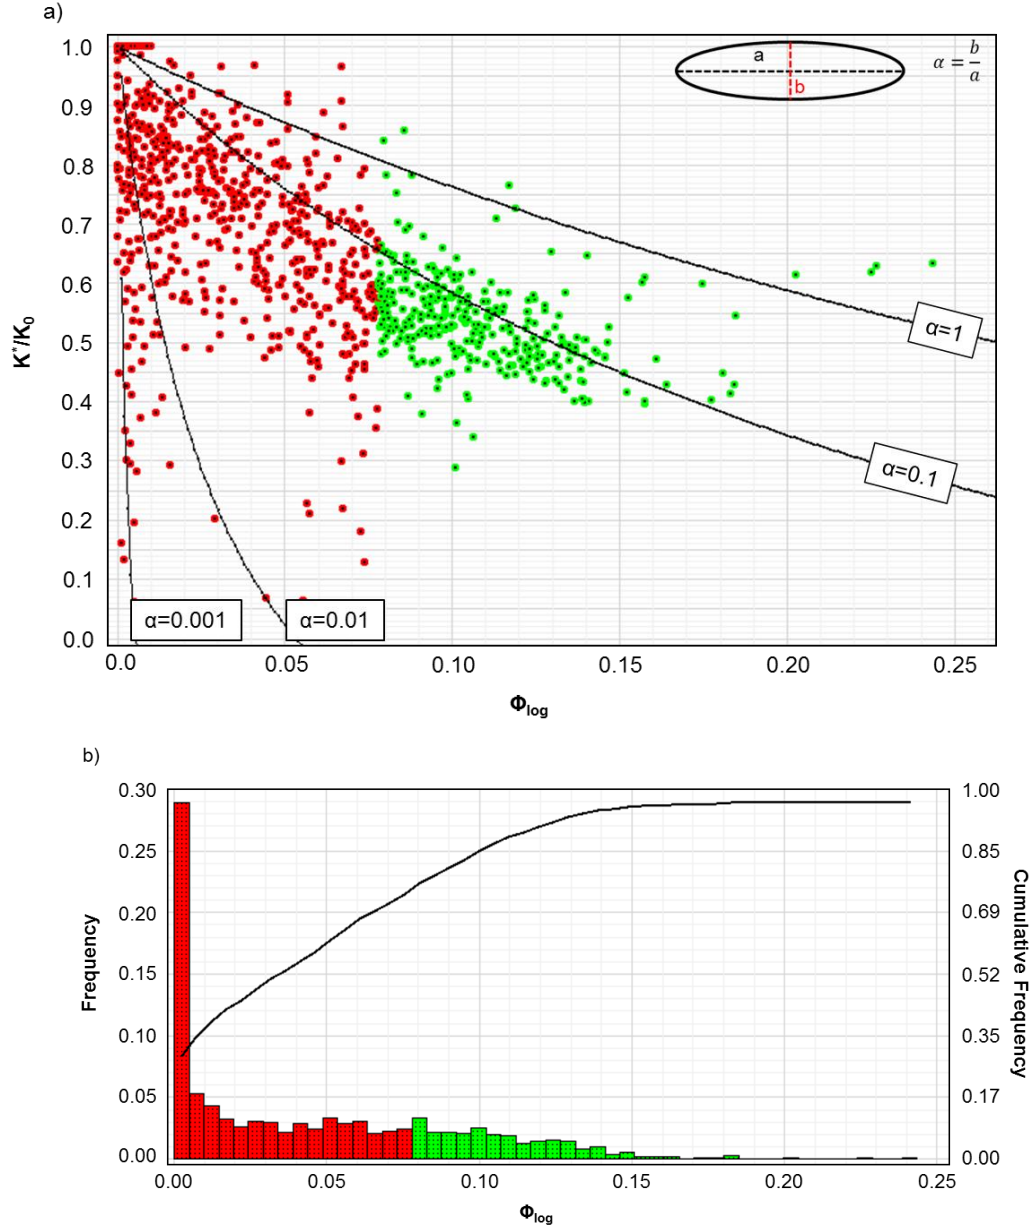 a)
1.0
0.9
0.8
0.7
0.6
0.5
0.4
0.3
0.2
0.1
0.0
K*/K0
a
b
α = b/a
α=1
α=0.1
α=0.001
α=0.01
0.0 0.05 0.10 0.15 0.20 0.25
Φlog
b)
0.30
0.25
0.20
0.15
0.10
0.05
0.00
Frequency
1.00
0.85
0.69
0.52
0.35
0.17
0.00
Cumulative Frequency
0.00 0.05 0.10 0.15 0.20 0.25
Φlog